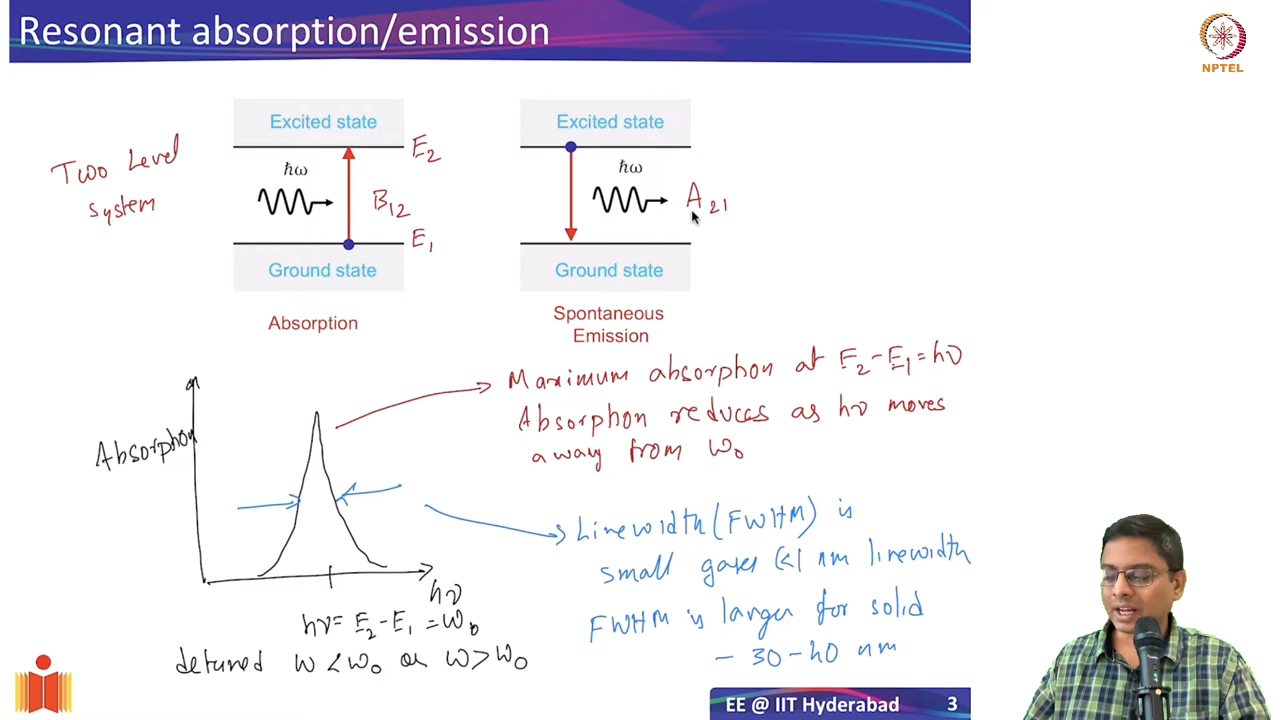 Resonant absorption/emission
NPTEL
Two Level
system
Excited state
ħω
B12
E2
E1
Ground state
Absorption
Excited state
ħω
A21
Ground state
Spontaneous
Emission
Maximum absorphon at E2-E1=hν
Absorphon reduces as hν moves
away from ω0
Absorphon
hν
hν= E2-E1 =ω0
detuned ω<ω0 or ω>ω0
Linewidth (FWHM) is
small gases (<1 nm linewidth
FWHM is larger for solid
- 30-40 nm
EE @ IIT Hyderabad
3